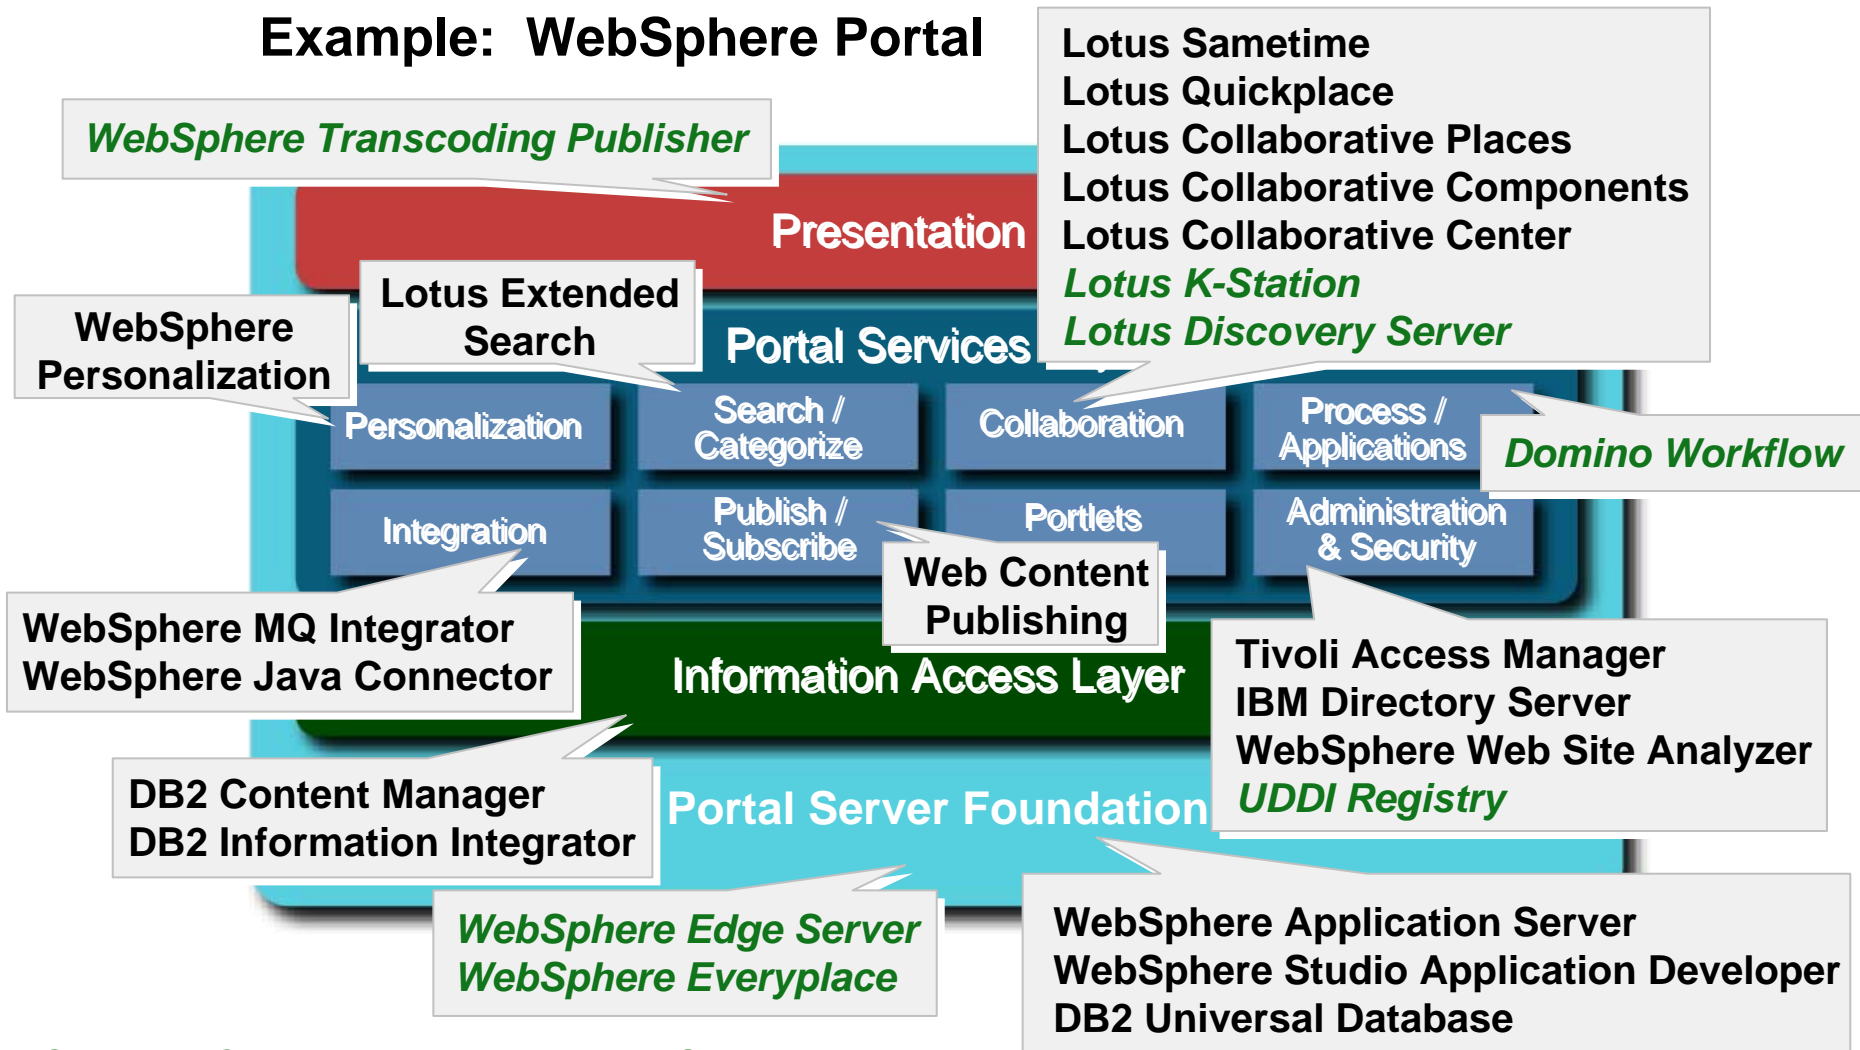 Example: WebSphere Portal
Lotus Sametime
Lotus Quickplace
Lotus Collaborative Places
Lotus Collaborative Components
Lotus Collaborative Center
Lotus K-Station
Lotus Discovery Server
WebSphere Transcoding Publisher
Presentation
WebSphere
Personalization
Lotus Extended
Search
Portal Services
Personalization
Search /
Categorize
Collaboration
Process /
Applications
Domino Workflow
Integration
Publish /
Subscribe
Portlets
Administration
& Security
Web Content
Publishing
WebSphere MQ Integrator
WebSphere Java Connector
Information Access Layer
Tivoli Access Manager
IBM Directory Server
WebSphere Web Site Analyzer
UDDI Registry
DB2 Content Manager
DB2 Information Integrator
Portal Server Foundation
WebSphere Edge Server
WebSphere Everyplace
WebSphere Application Server
WebSphere Studio Application Developer
DB2 Universal Database